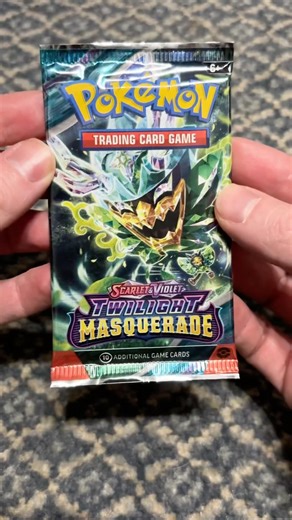 6+
POKéMON
TRADING CARD GAME
SCARLET & VIOLET
TWILIGHT
MASQUERADE
10 ADDITIONAL GAME CARDS